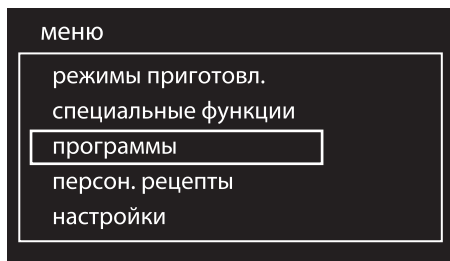 меню
режимы приготовл.
специальные функции
программы
персон. рецепты
настройки